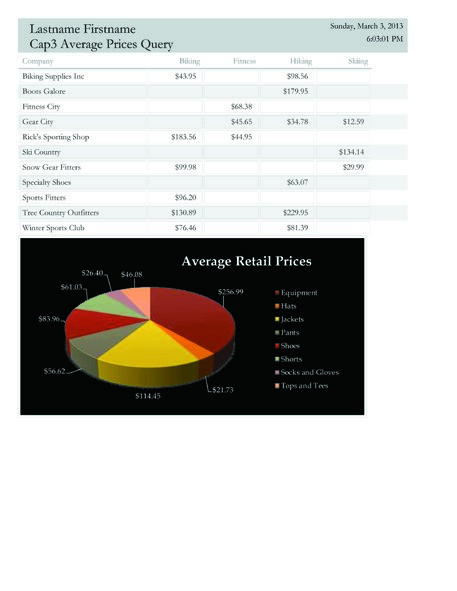 Lastname Firstname
Sunday, March 3, 2013
Cap3 Average Prices Query
6:03:01 PM
Company Biking Fitness Hiking Skiing
Biking Supplies Inc $43.95 $98.56
Boots Galore $179.95
Fitness City $68.38
Gear City $45.65 $34.78 $12.59
Rick's Sporting Shop $183.56 $44.95
Ski Country $134.14
Snow Gear Fitters $99.98 $29.99
Specialty Shoes $63.07
Sports Fitters $96.20
Tree Country Outfitters $130.89 $229.95
Winter Sports Club $76.46 $81.39
Average Retail Prices
$26.40 $46.08
$61.03 $256.99
$83.96
$56.62
$114.45
$21.73
Equipment
Hats
Jackets
Pants
Shoes
Shorts
Socks and Gloves
Tops and Tees